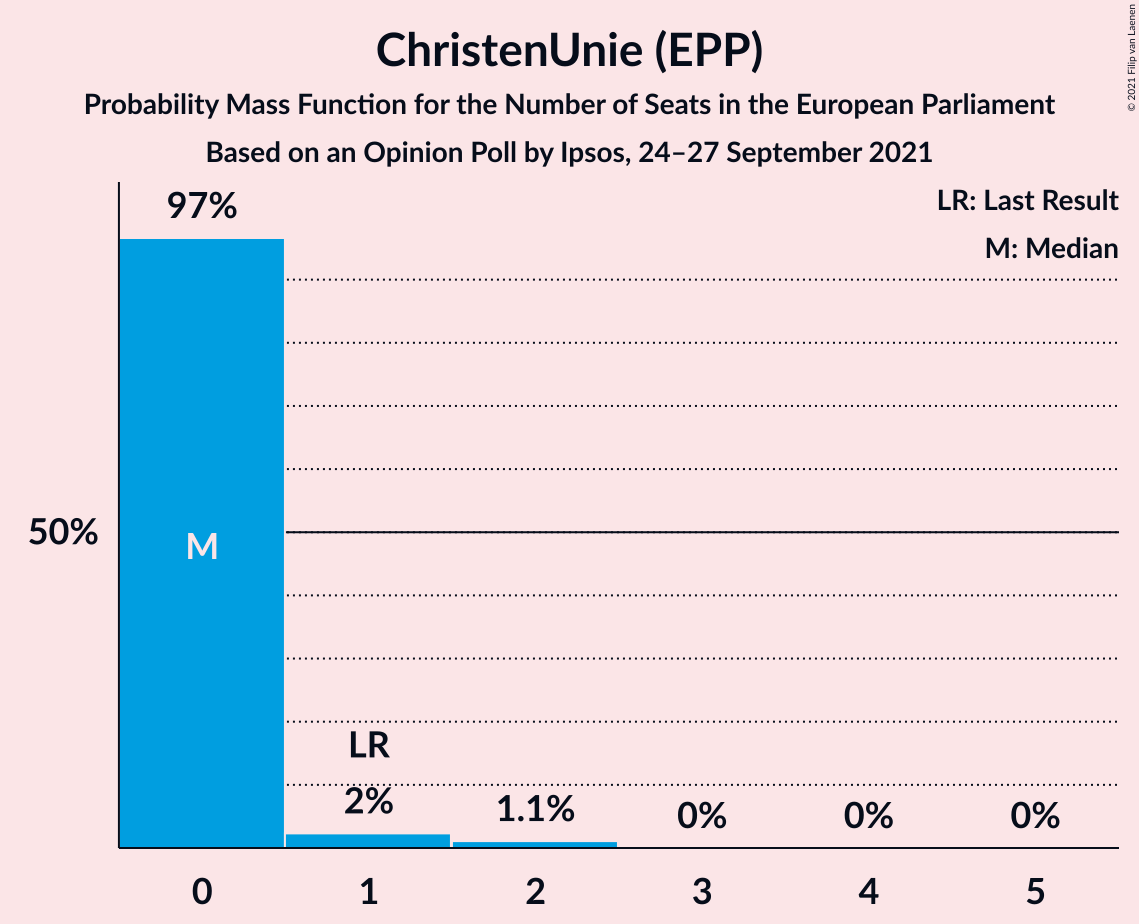 ChristenUnie (EPP)
Probability Mass Function for the Number of Seats in the European Parliament
Based on an Opinion Poll by Ipsos, 24–27 September 2021
© 2021 Filip van Laenen
LR: Last Result
M: Median
97%
50%
M
LR
2%
1.1%
0%
0%
0%
0
1
2
3
4
5